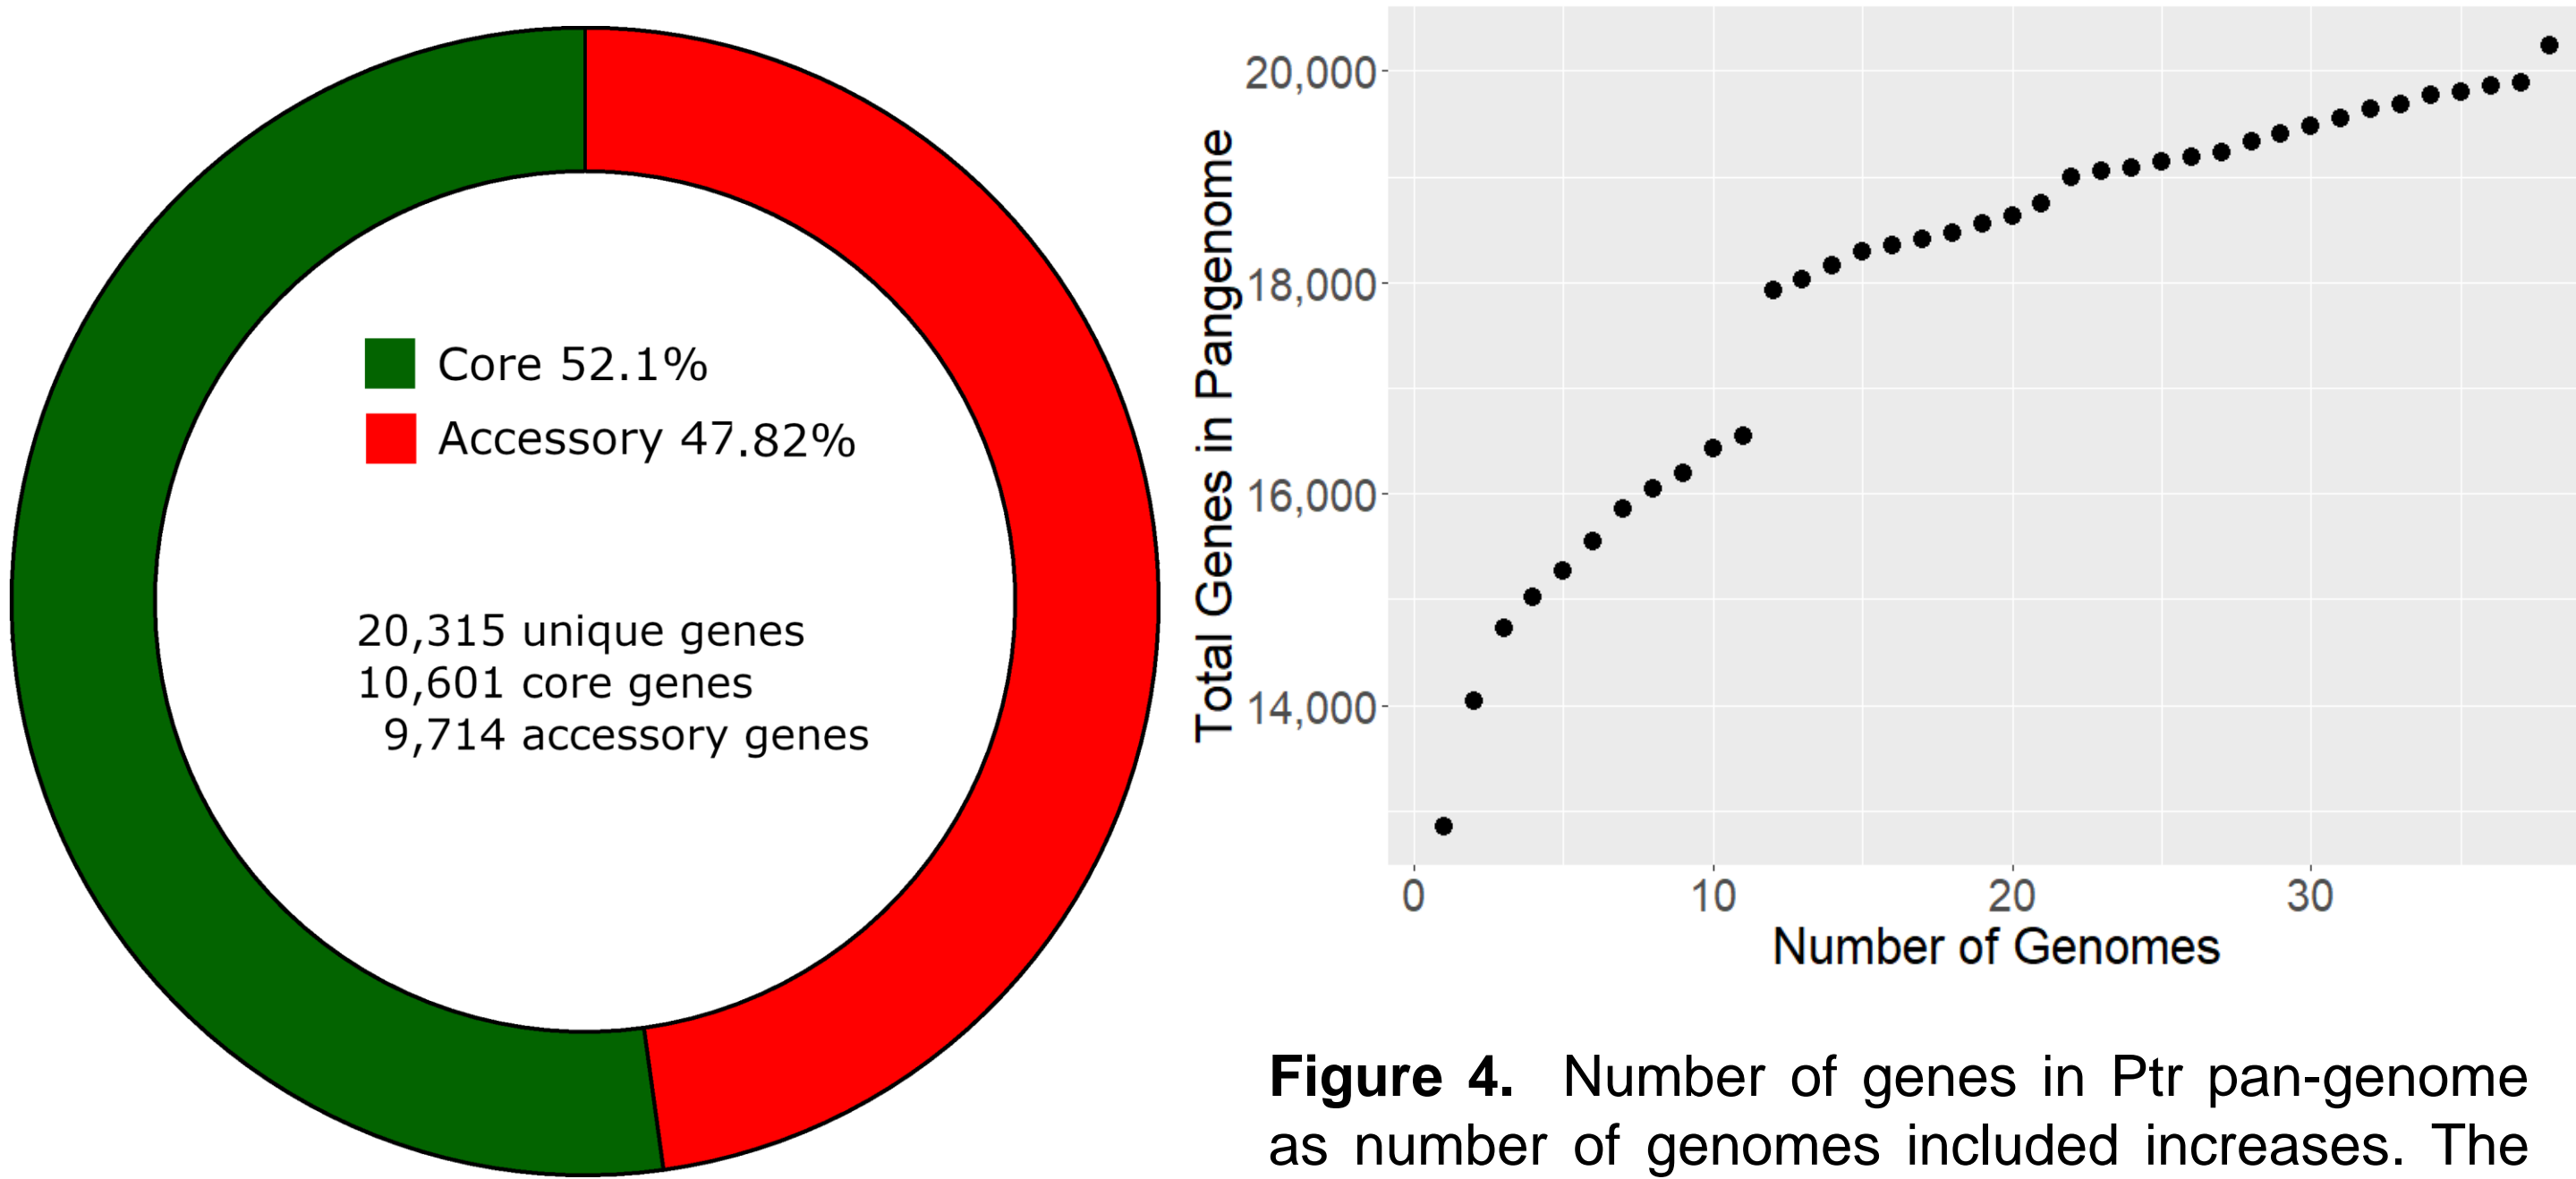 Core 52.1%
Accessory 47.82%
20,315 unique genes
10,601 core genes
9,714 accessory genes
Total Genes in Pangenome
20,000
18,000
16,000
14,000
0 10 20 30
Number of Genomes
Figure 4. Number of genes in Ptr pan-genome
as number of genomes included increases. The